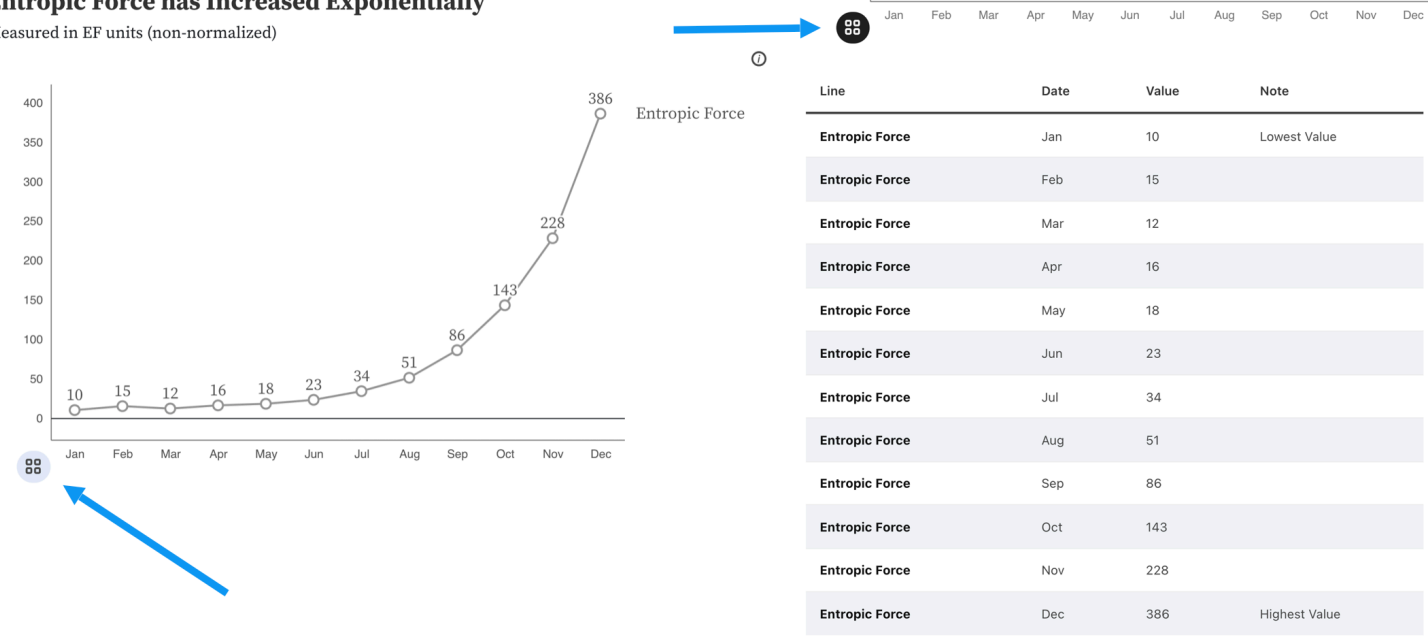 Entropic Force has Increased Exponentially
Measured in EF units (non-normalized)
400
350
300
250
200
150
100
50
0
10
15
12
16
18
23
34
51
86
143
228
386
Entropic Force
Jan Feb Mar Apr May Jun Jul Aug Sep Oct Nov Dec
Jan Feb Mar Apr May Jun Jul Aug Sep Oct Nov Dec
Line Date Value Note
Entropic Force Jan 10 Lowest Value
Entropic Force Feb 15
Entropic Force Mar 12
Entropic Force Apr 16
Entropic Force May 18
Entropic Force Jun 23
Entropic Force Jul 34
Entropic Force Aug 51
Entropic Force Sep 86
Entropic Force Oct 143
Entropic Force Nov 228
Entropic Force Dec 386 Highest Value